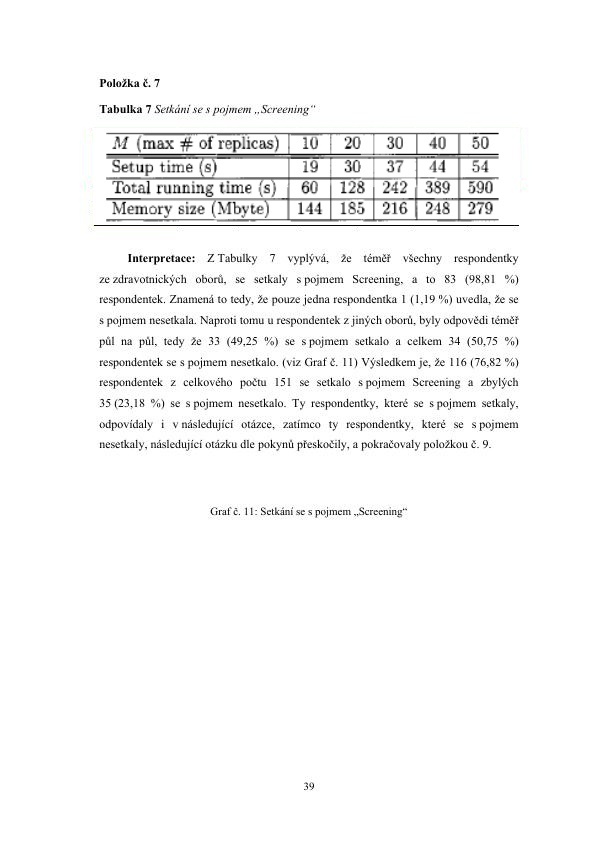 Položka č. 7
Tabulka 7 Setkání se s pojmem „Screening“
M (max # of replicas) 10 20 30 40 50
Setup time (s) 19 30 37 44 54
Total running time (s) 60 128 242 389 590
Memory size (Mbyte) 144 185 216 248 279
Interpretace: Z Tabulky 7 vyplývá, že téměř všechny respondentky
ze zdravotnických oborů, se setkaly s pojmem Screening, a to 83 (98,81 %)
respondentek. Znamená to tedy, že pouze jedna respondentka 1 (1,19 %) uvedla, že se
s pojmem nesetkala. Naproti tomu u respondentek z jiných oborů, byly odpovědi téměř
půl na půl, tedy že 33 (49,25 %) se s pojmem setkalo a celkem 34 (50,75 %)
respondentek se s pojmem nesetkalo. (viz Graf č. 11) Výsledkem je, že 116 (76,82 %)
respondentek z celkového počtu 151 se setkalo s pojmem Screening a zbylých
35 (23,18 %) se s pojmem nesetkalo. Ty respondentky, které se s pojmem setkaly,
odpovídaly i v následující otázce, zatímco ty respondentky, které se s pojmem
nesetkaly, následující otázku dle pokynů přeskočily, a pokračovaly položkou č. 9.
Graf č. 11: Setkání se s pojmem „Screening“
39